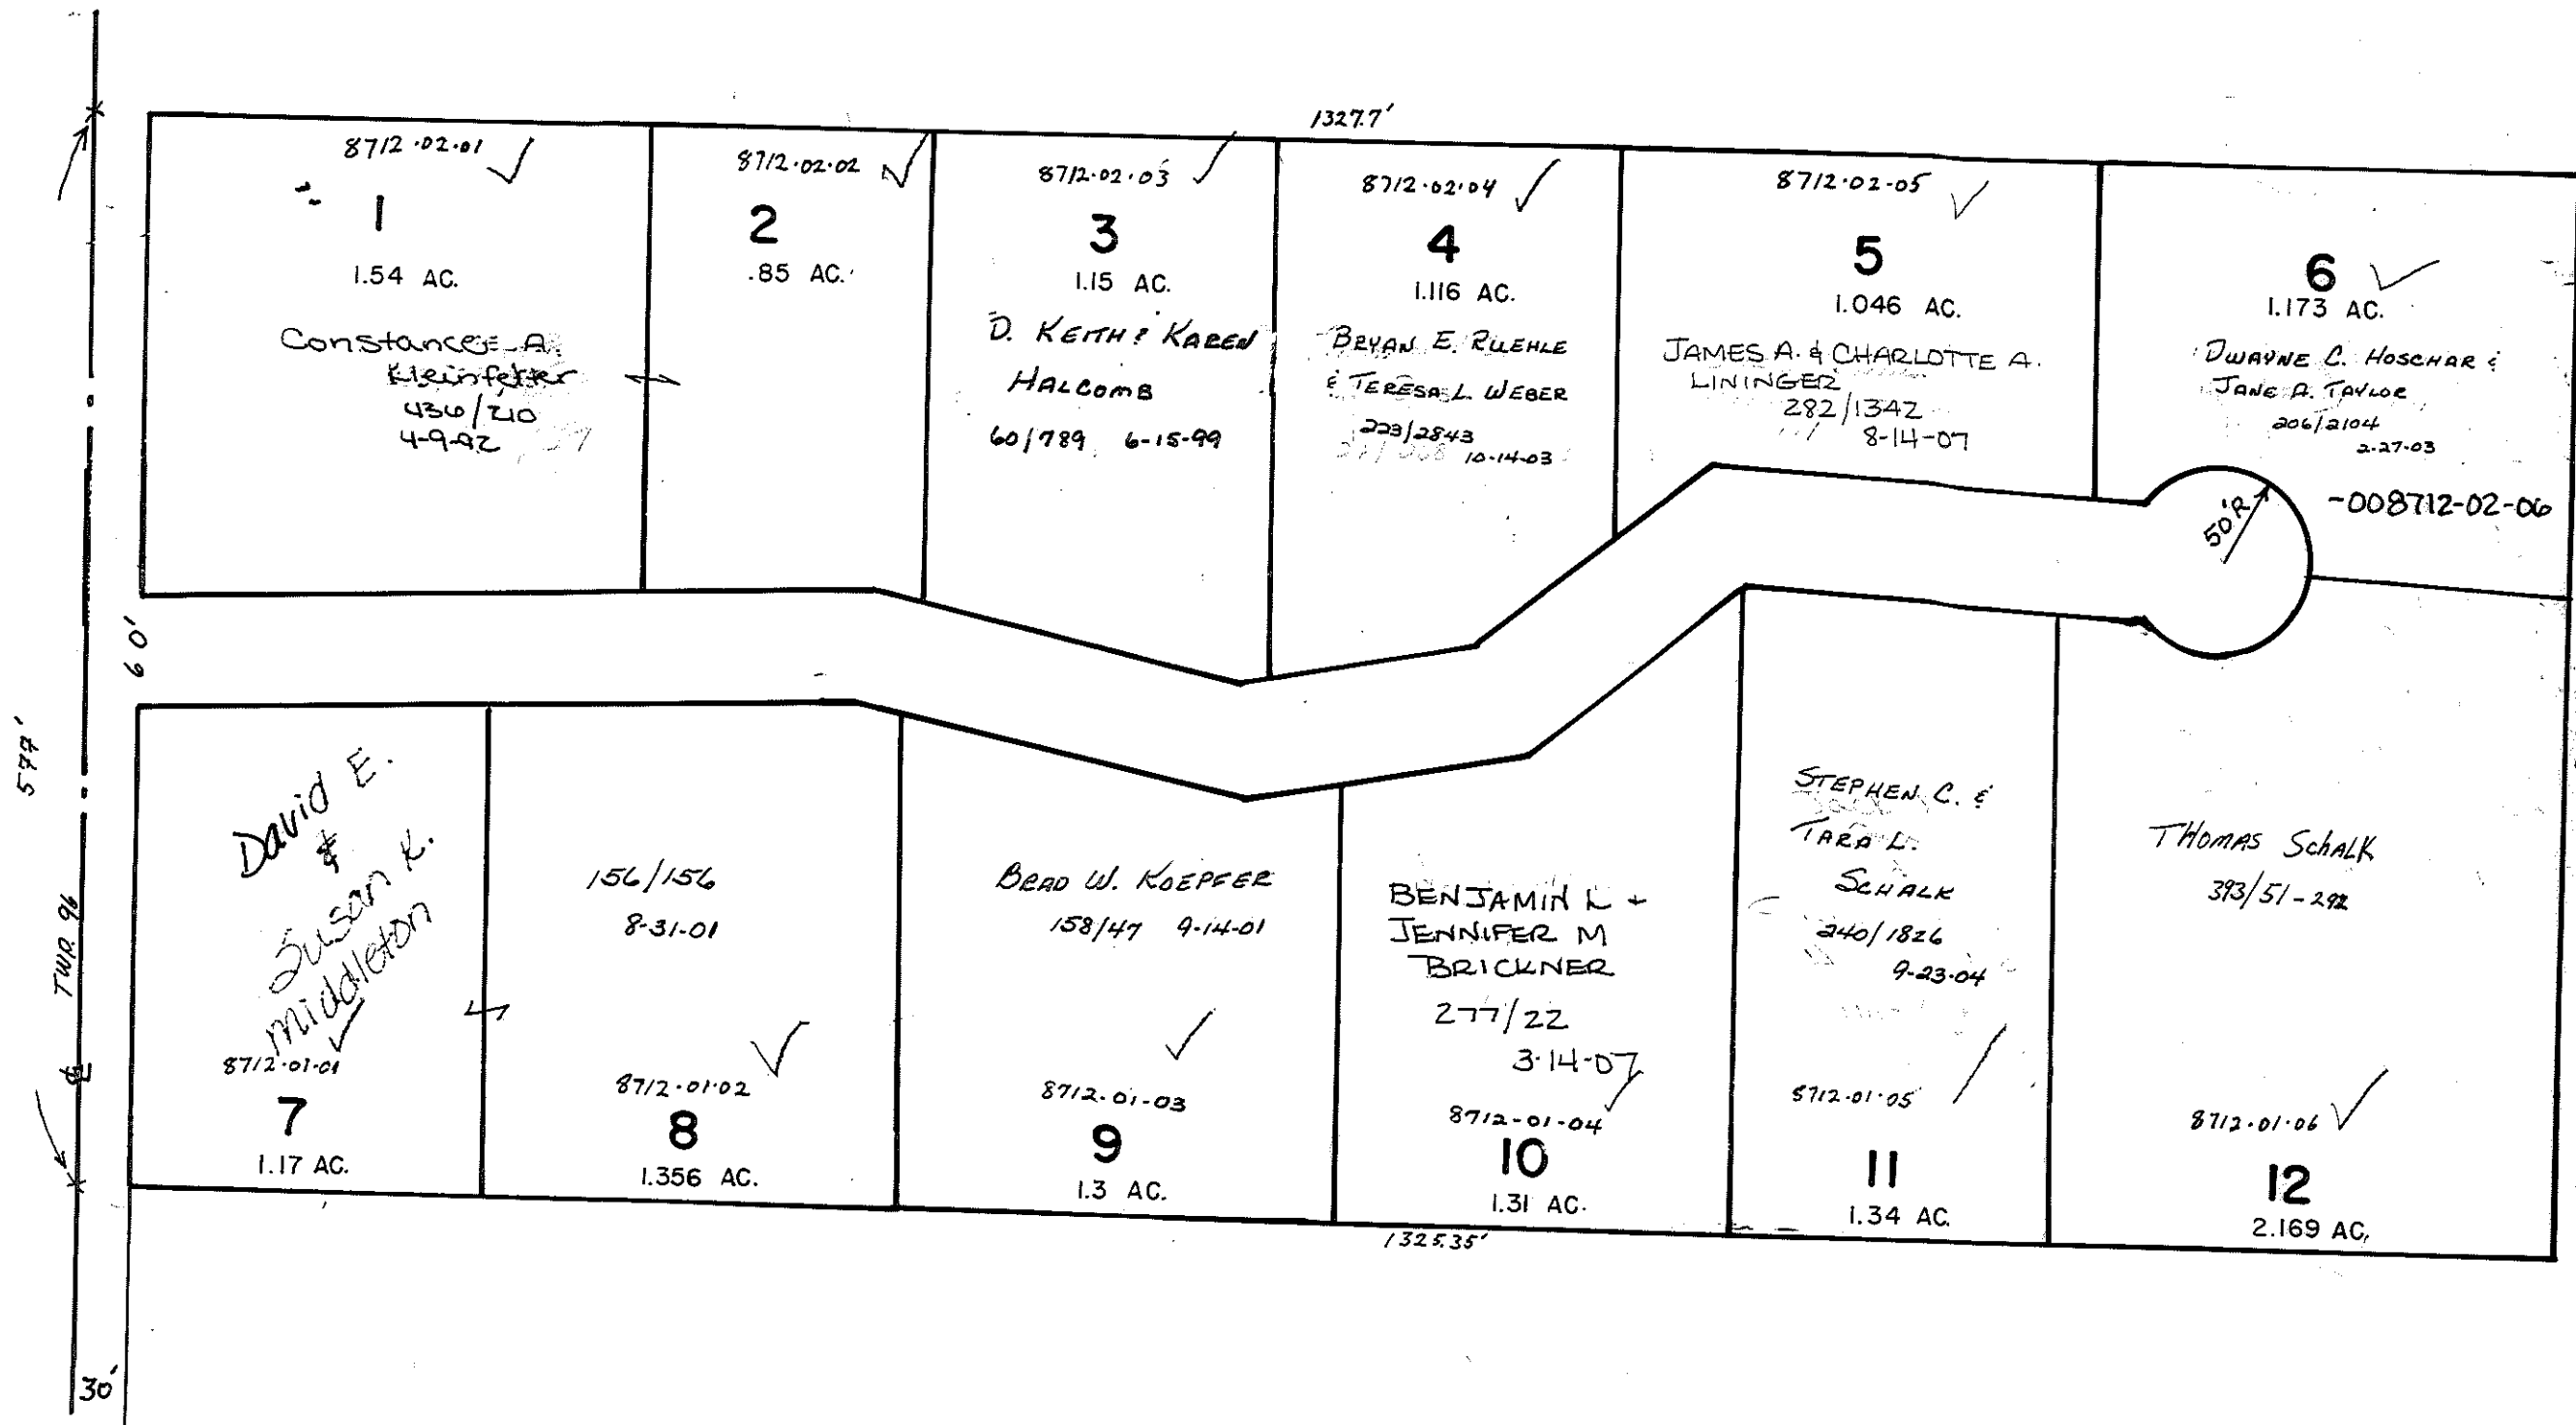 1327.7'
8712.02.01
1
1.54 AC.
Constance A.
Kleinfelter
436/210
4-9-92
8712.02.02
2
.85 AC.
8712.02.03
3
1.15 AC.
D. KEITH & KAREN
HALCOMB
60/789 6-15-99
8712.02.04
4
1.116 AC.
BRYAN E. RUEHLE
& TERESA L. WEBER
223/2843
10-14-03
8712.02-05
5
1.046 AC.
JAMES A. & CHARLOTTE A.
LININGER
282/1342
8-14-07
6
1.173 AC.
DWAYNE C. HOSCHAR &
JANE A. TAYLOR
206/2104
2-27-03
-008712-02-06
50'R
60'
577'
TWP. 96
30'
David E.
&
Susan K.
Middleton
8712.01.01
7
1.17 AC.
156/156
8-31-01
8712.01.02
8
1.356 AC.
BRAD W. KOEPFER
158/47 9-14-01
8712.01-03
9
1.3 AC.
BENJAMIN L +
JENNIFER M
BRICKNER
277/22
3-14-07
8712-01-04
10
1.31 AC.
STEPHEN C. &
TARA L.
SCHALK
240/1826
9-23-04
8712.01.05
11
1.34 AC.
THOMAS SCHALK
393/51-292
8712.01.06
12
2.169 AC.
1325.35'